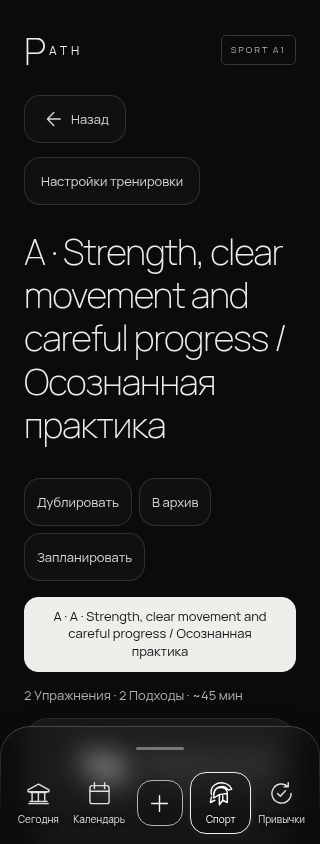 PATH
SPORT A1
Назад
Настройки тренировки
A · Strength, clear
movement and
careful progress /
Осознанная
практика
Дублировать
В архив
Запланировать
A · A · Strength, clear movement and
careful progress / Осознанная
практика
2 Упражнения · 2 Подходы · ~45 мин
Сегодня
Календарь
Спорт
Привычки